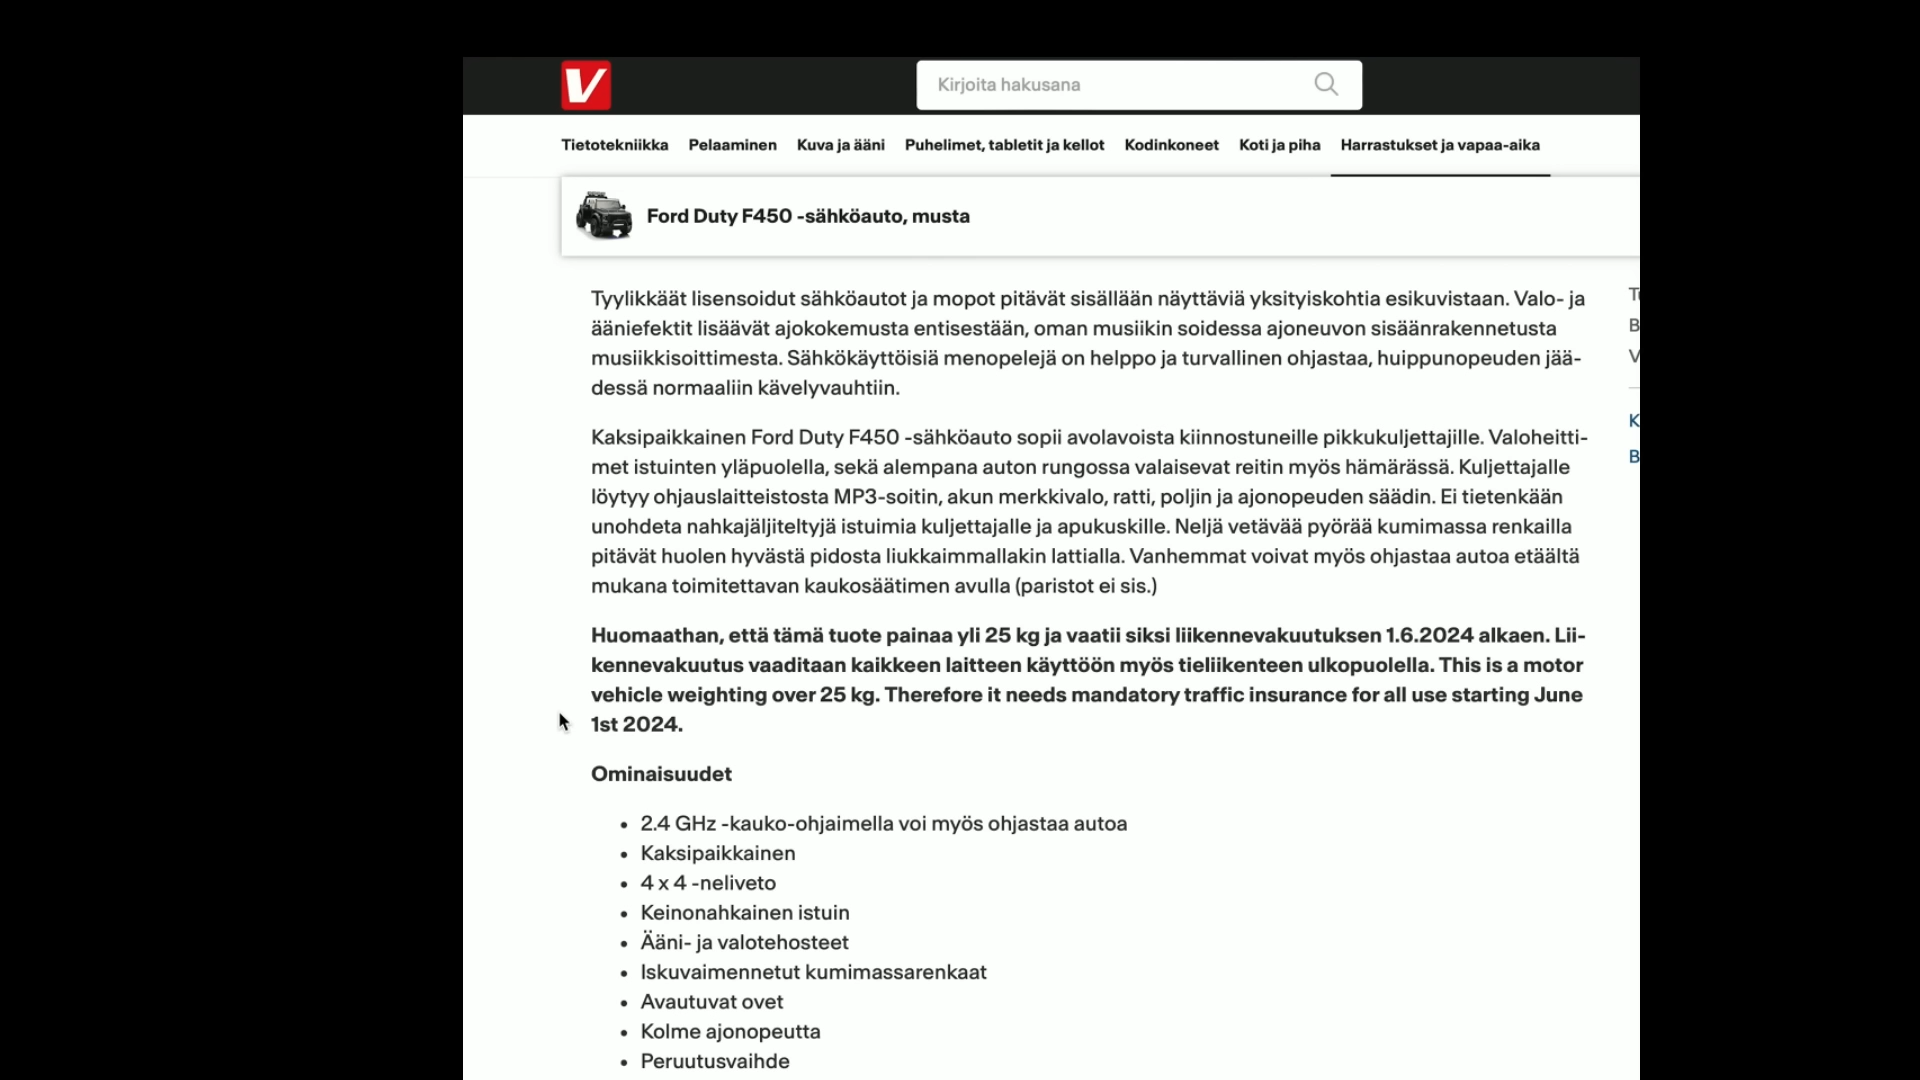 V
Kirjoita hakusana
Tietotekniikka Pelaaminen Kuva ja ääni Puhelimet, tabletit ja kellot Kodinkoneet Koti ja piha Harrastukset ja vapaa-aika
Ford Duty F450 -sähköauto, musta
Tyylikkäät lisensoidut sähköautot ja mopot pitävät sisällään näyttäviä yksityiskohtia esikuvistaan. Valo- ja
ääniefektit lisäävät ajokokemusta entisestään, oman musiikin soidessa ajoneuvon sisäänrakennetusta
musiikkisoittimesta. Sähkökäyttöisiä menopelejä on helppo ja turvallinen ohjastaa, huippunopeuden jää-
dessä normaaliin kävelyvauhtiin.
Kaksipaikkainen Ford Duty F450 -sähköauto sopii avolavoista kiinnostuneille pikkukuljettajille. Valoheitti-
met istuinten yläpuolella, sekä alempana auton rungossa valaisevat reitin myös hämärässä. Kuljettajalle
löytyy ohjauslaitteistosta MP3-soitin, akun merkkivalo, ratti, poljin ja ajonopeuden säädin. Ei tietenkään
unohdeta nahkajäljiteltyjä istuimia kuljettajalle ja apukuskille. Neljä vetävää pyörää kumimassa renkailla
pitävät huolen hyvästä pidosta liukkaimmallakin lattialla. Vanhemmat voivat myös ohjastaa autoa etäältä
mukana toimitettavan kaukosäätimen avulla (paristot ei sis.)
Huomaathan, että tämä tuote painaa yli 25 kg ja vaatii siksi liikennevakuutuksen 1.6.2024 alkaen. Lii-
kennevakuutus vaaditaan kaikkeen laitteen käyttöön myös tieliikenteen ulkopuolella. This is a motor
vehicle weighting over 25 kg. Therefore it needs mandatory traffic insurance for all use starting June
1st 2024.
Ominaisuudet
• 2.4 GHz -kauko-ohjaimella voi myös ohjastaa autoa
• Kaksipaikkainen
• 4 x 4 -neliveto
• Keinonahkainen istuin
• Ääni- ja valotehosteet
• Iskuvaimennetut kumimassarenkaat
• Avautuvat ovet
• Kolme ajonopeutta
• Peruutusvaihde